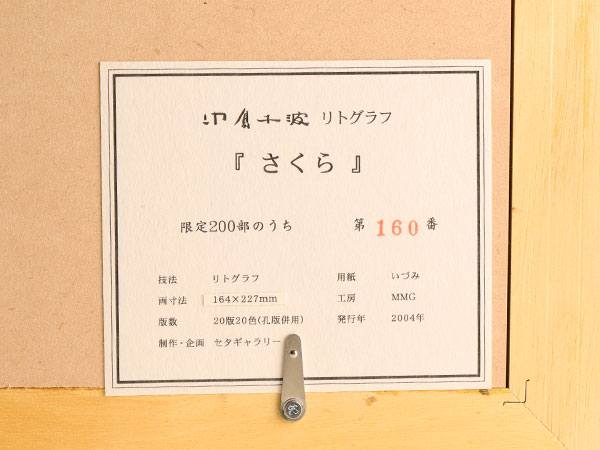 中島千波 リトグラフ
『 さくら 』
限定200部のうち 第 160 番
技法 リトグラフ 用紙 いづみ
画寸法 164×227mm 工房 MMG
版数 20版20色(孔版併用) 発行年 2004年
制作・企画 セタギャラリー